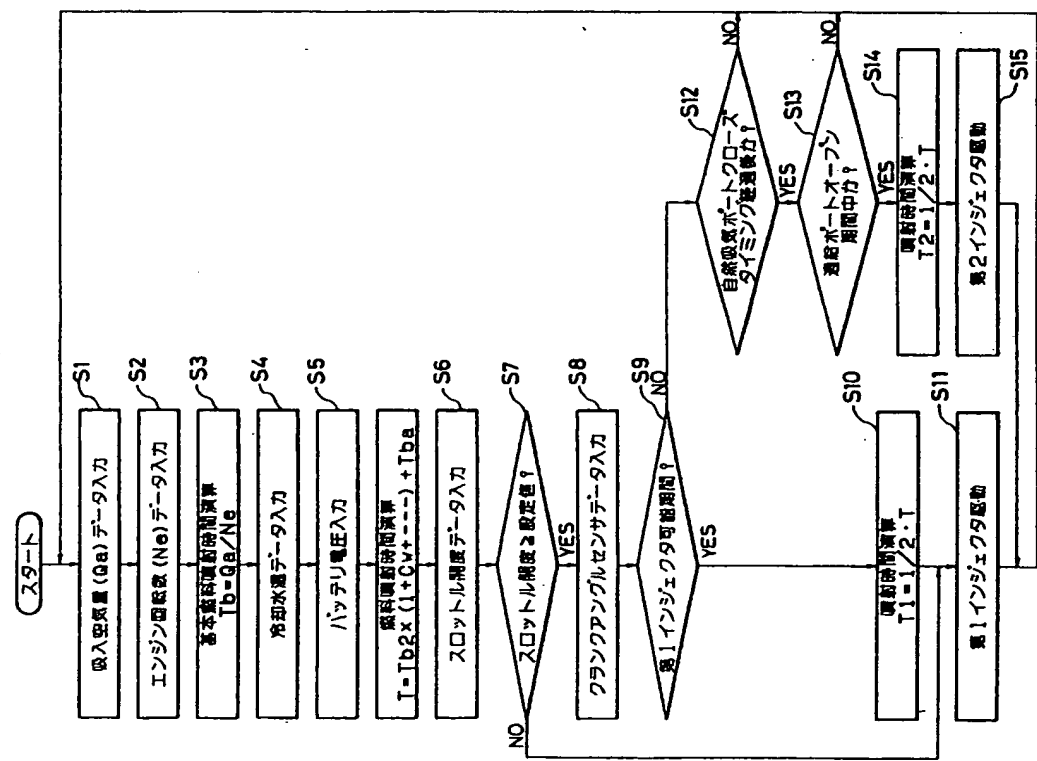 スタート
吸入空気量(Qa)データ入力
S1
エンジン回転数(Ne)データ入力
S2
基本燃料噴射時間演算
Tb=Qa/Ne
S3
冷却水温データ入力
S4
バッテリ電圧入力
S5
燃料噴射時間演算
T=Tb2×(1+Cw+---)+Tba
スロットル開度データ入力
S6
スロットル開度≧設定値?
S7
NO
YES
クランクアングルセンサデータ入力
S8
第1インジェクタ可能期間?
S9
NO
YES
噴射時間演算
T1=1/2・T
S10
第1インジェクタ駆動
S11
自然吸気ポートクローズ
タイミング経過後か?
S12
NO
YES
過給ポートオープン
期間中か?
S13
NO
YES
噴射時間演算
T2=1/2・T
S14
第2インジェクタ駆動
S15